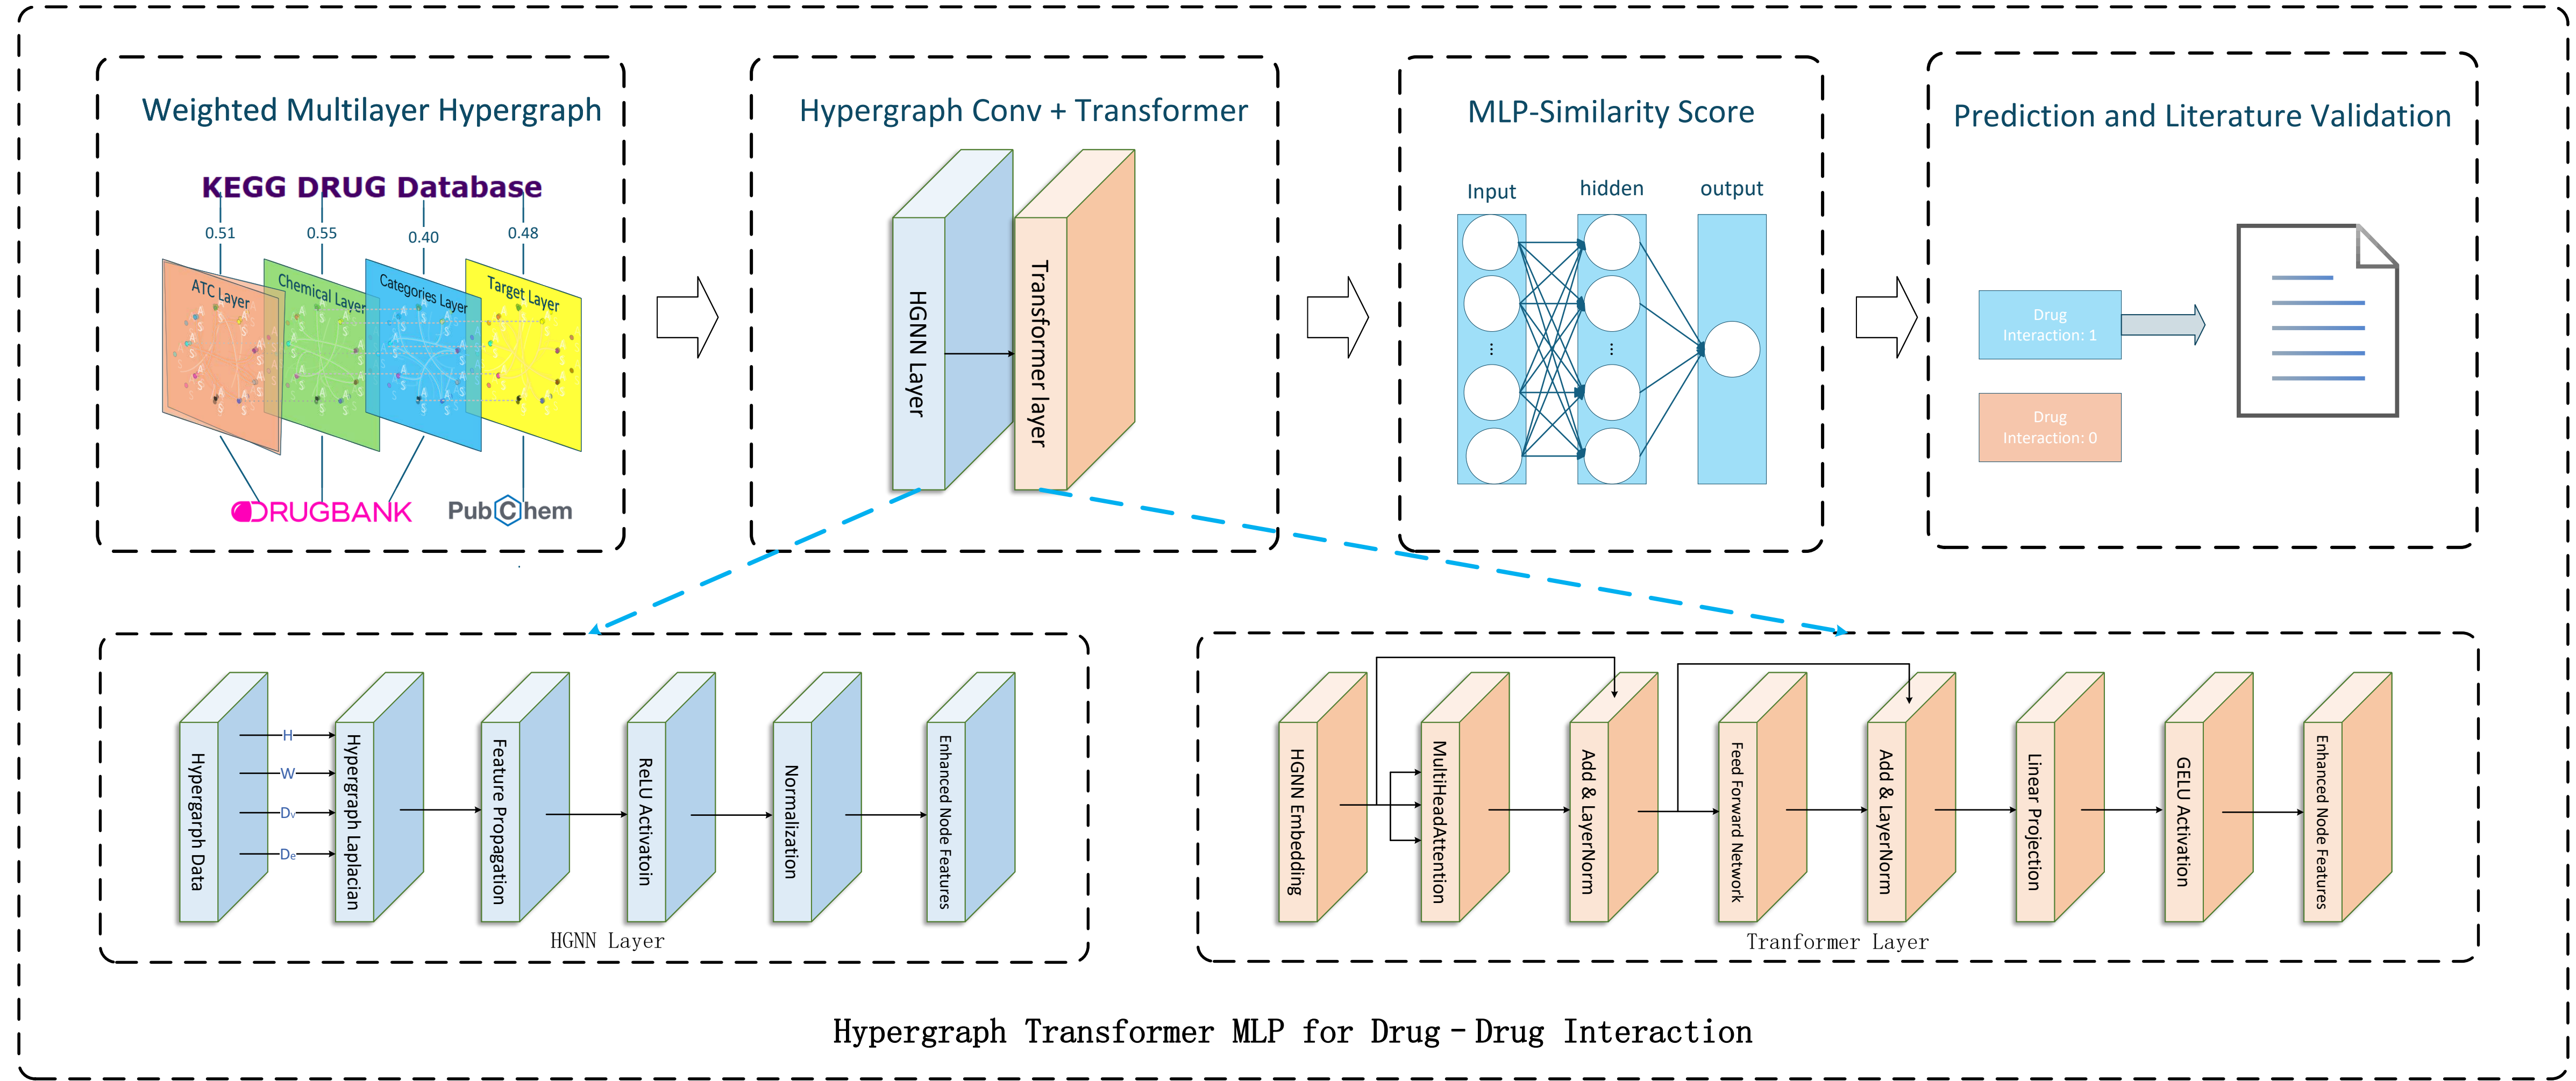 Weighted Multilayer Hypergraph
KEGG DRUG Database
0.51
0.55
0.40
0.48
ATC Layer
Chemical Layer
Categories Layer
Target Layer
DRUGBANK
PubChem
Hypergraph Conv + Transformer
HGNN Layer
Transformer layer
MLP-Similarity Score
Input
hidden
output
...
...
Prediction and Literature Validation
Drug
Interaction: 1
Drug
Interaction: 0
Hypergarph Data
H
W
Dv
De
Hypergraph Laplacian
Feature Propagation
ReLU Activatoin
Normalization
Enhanced Node Features
HGNN Layer
HGNN Embedding
MultiHeadAttention
Add & LayerNorm
Feed Forward Network
Add & LayerNorm
Linear Projection
GELU Activation
Enhanced Node Features
Tranformer Layer
Hypergraph Transformer MLP for Drug-Drug Interaction